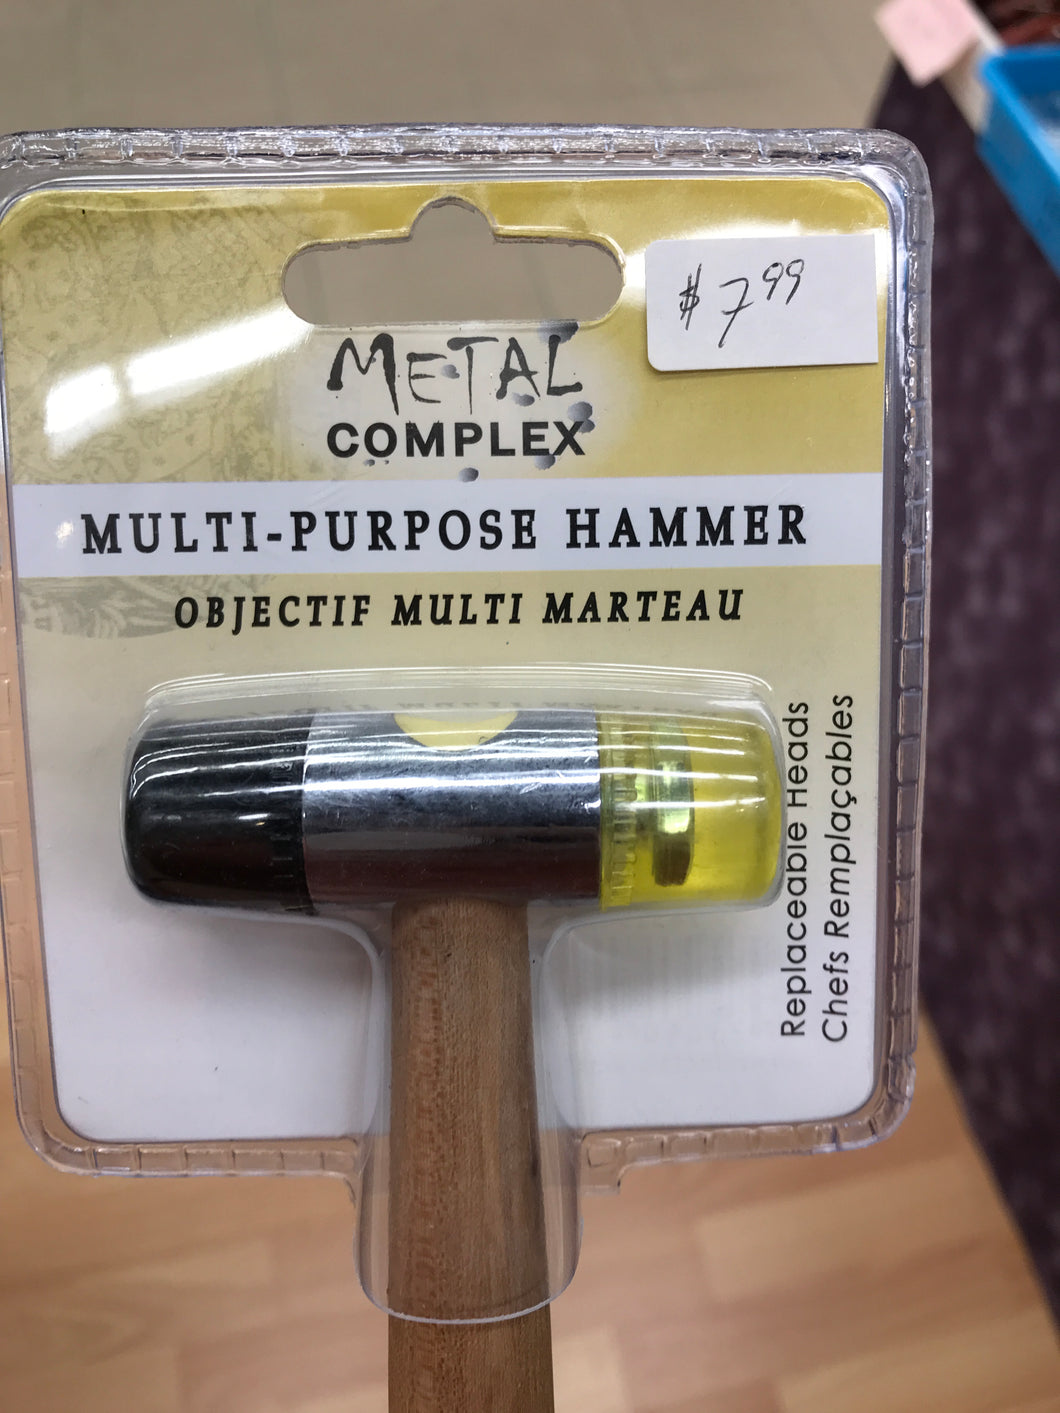 $7.99
METAL
COMPLEX
MULTI-PURPOSE HAMMER
OBJECTIF MULTI MARTEAU
Replaceable Heads
Chefs Remplaçables